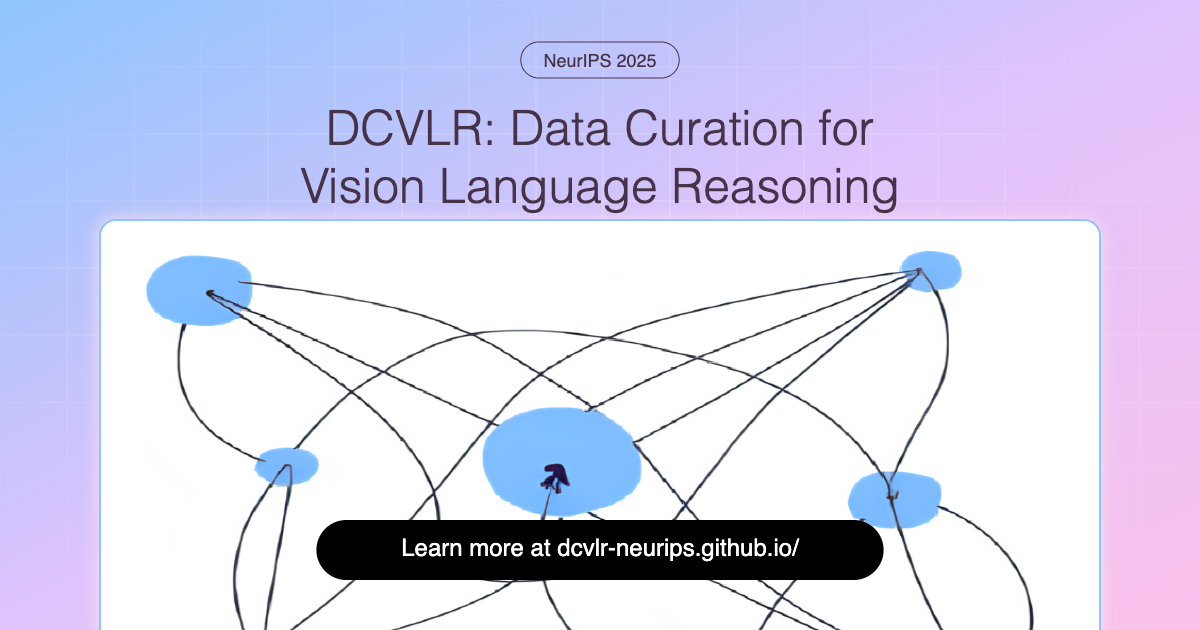 NeurIPS 2025
DCVLR: Data Curation for
Vision Language Reasoning
Learn more at dcvlr-neurips.github.io/